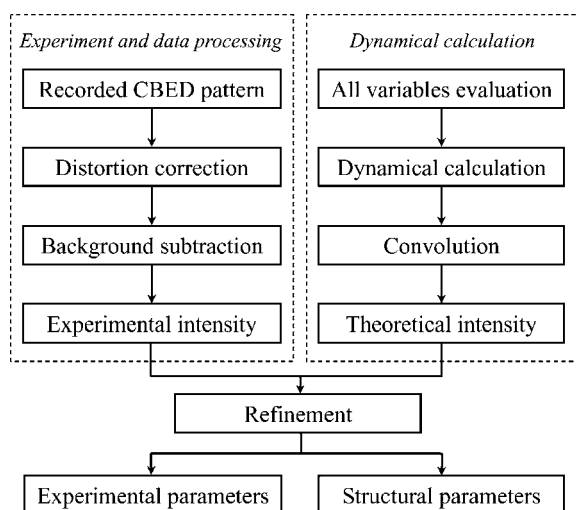 Experiment and data processing
Recorded CBED pattern
Distortion correction
Background subtraction
Experimental intensity
Dynamical calculation
All variables evaluation
Dynamical calculation
Convolution
Theoretical intensity
Refinement
Experimental parameters
Structural parameters